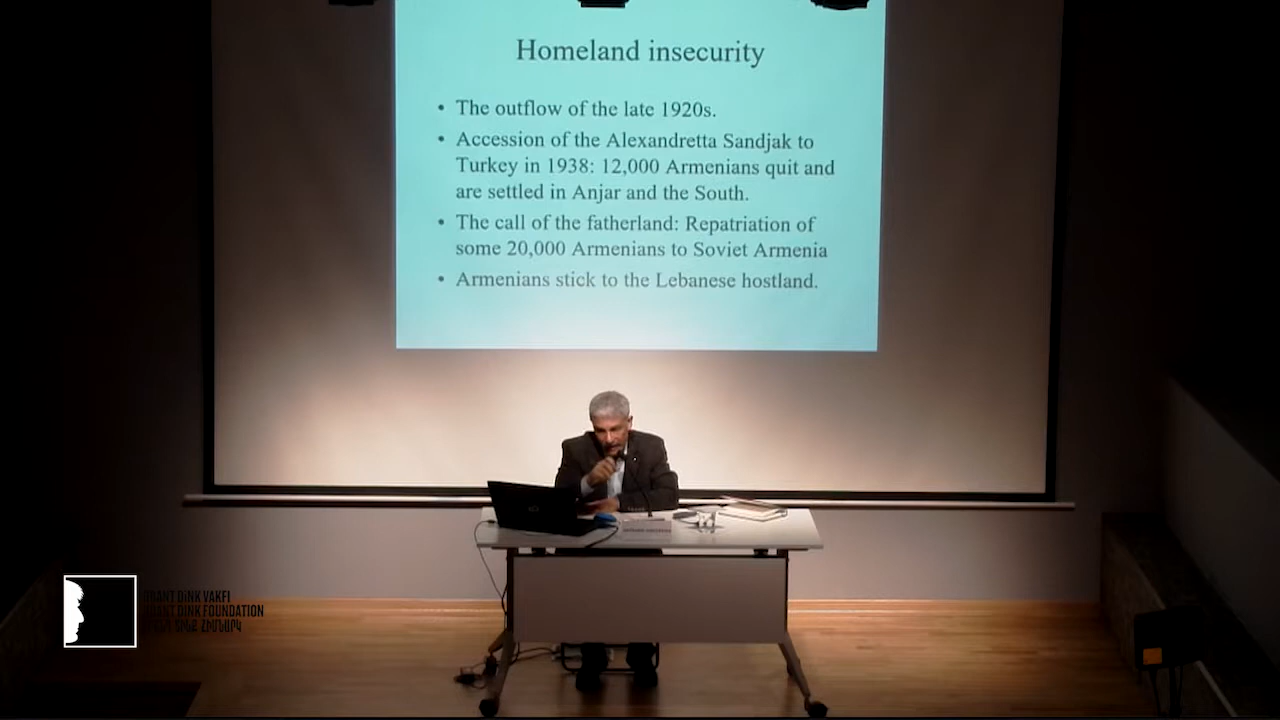 Homeland insecurity
• The outflow of the late 1920s.
• Accession of the Alexandretta Sandjak to
Turkey in 1938: 12,000 Armenians quit and
are settled in Anjar and the South.
• The call of the fatherland: Repatriation of
some 20,000 Armenians to Soviet Armenia
• Armenians stick to the Lebanese hostland.
HRANT DİNK VAKFI
HRANT DINK FOUNDATION